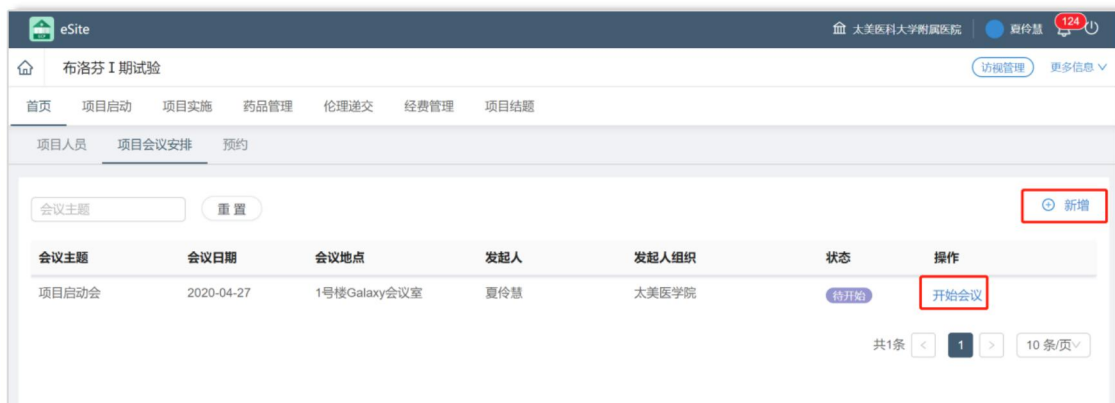 eSite 太美医科大学附属医院 夏伶慧 124
布洛芬 I 期试验 访视管理 更多信息
首页 项目启动 项目实施 药品管理 伦理递交 经费管理 项目结题
项目人员 项目会议安排 预约
会议主题 重 置 新增
会议主题 会议日期 会议地点 发起人 发起人组织 状态 操作
项目启动会 2020-04-27 1号楼Galaxy会议室 夏伶慧 太美医学院 待开始 开始会议
共1条 < 1 > 10 条/页